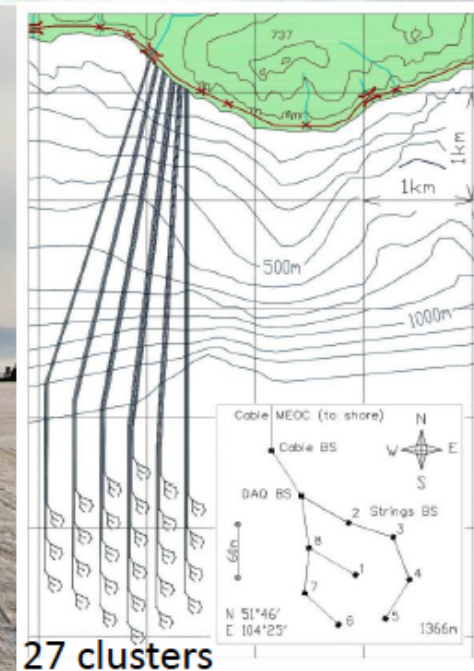 737
1km
1km
500m
1000m
Cable MEOC (to shore)
N
Cable BS
W E
S
DAQ BS
2 Strings BS
3
8
60m
1
4
7
N 51°46'
6
5
E 104°25'
1366m
27 clusters